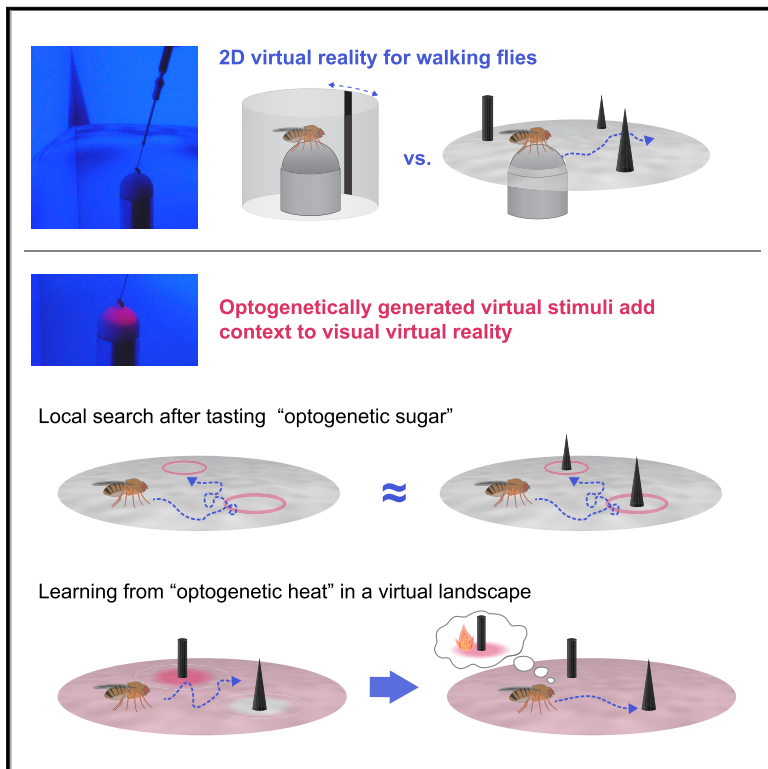 2D virtual reality for walking flies
vs.
Optogenetically generated virtual stimuli add
context to visual virtual reality
Local search after tasting “optogenetic sugar”
≈
Learning from “optogenetic heat” in a virtual landscape